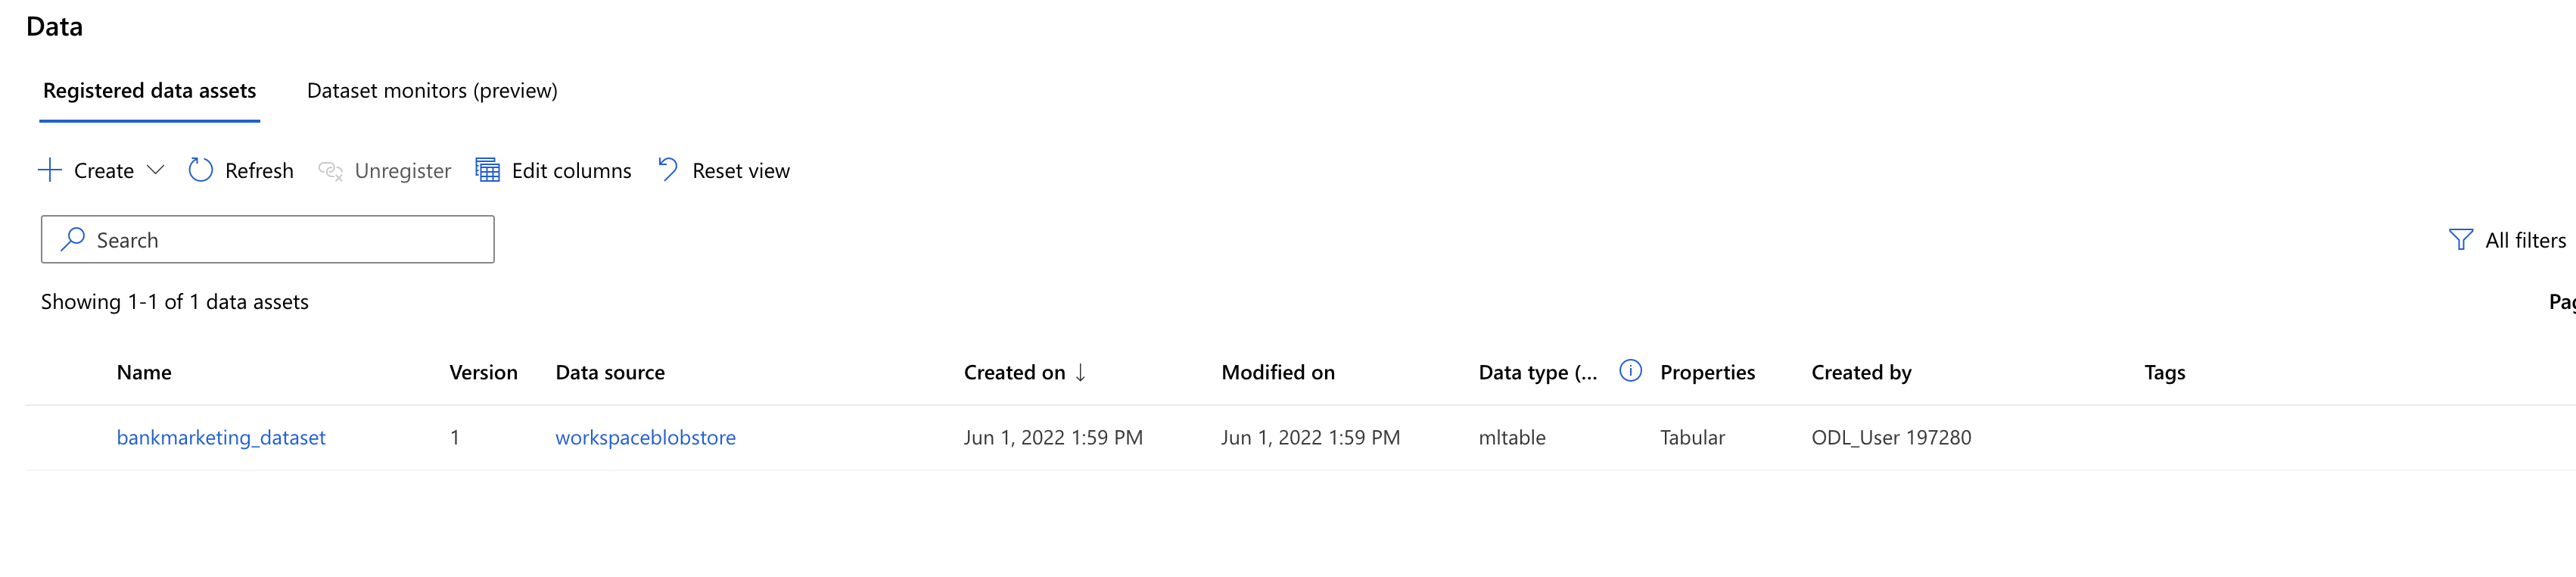 Data
Registered data assets Dataset monitors (preview)
Create Refresh Unregister Edit columns Reset view
Search All filters
Showing 1-1 of 1 data assets
Name Version Data source Created on ↓ Modified on Data type (... Properties Created by Tags
bankmarketing_dataset 1 workspaceblobstore Jun 1, 2022 1:59 PM Jun 1, 2022 1:59 PM mltable Tabular ODL_User 197280